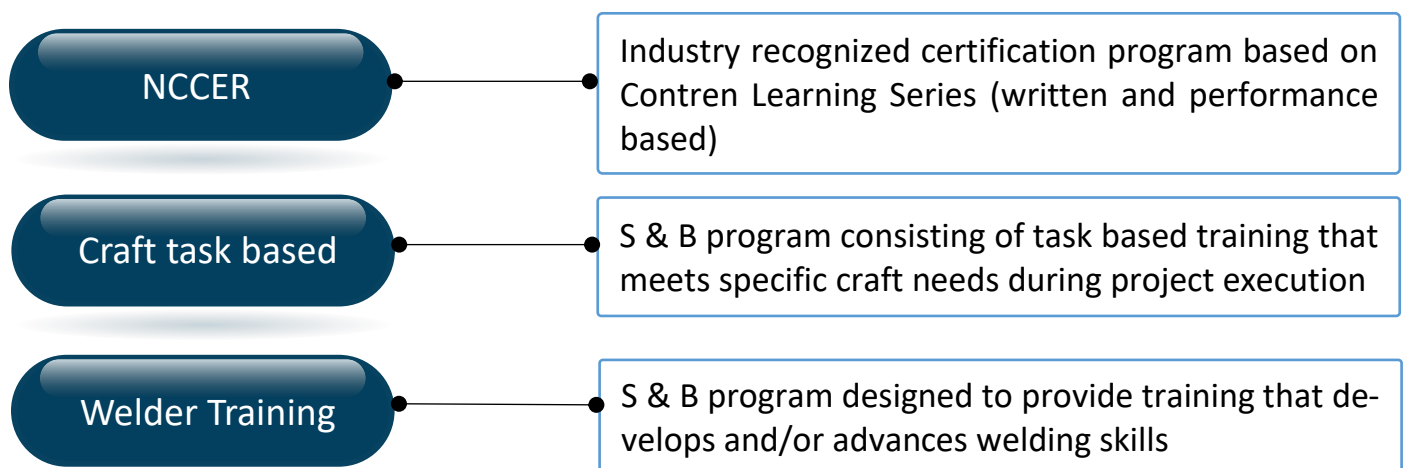 NCCER
Industry recognized certification program based on
Contren Learning Series (written and performance
based)
Craft task based
S & B program consisting of task based training that
meets specific craft needs during project execution
Welder Training
S & B program designed to provide training that de-
velops and/or advances welding skills